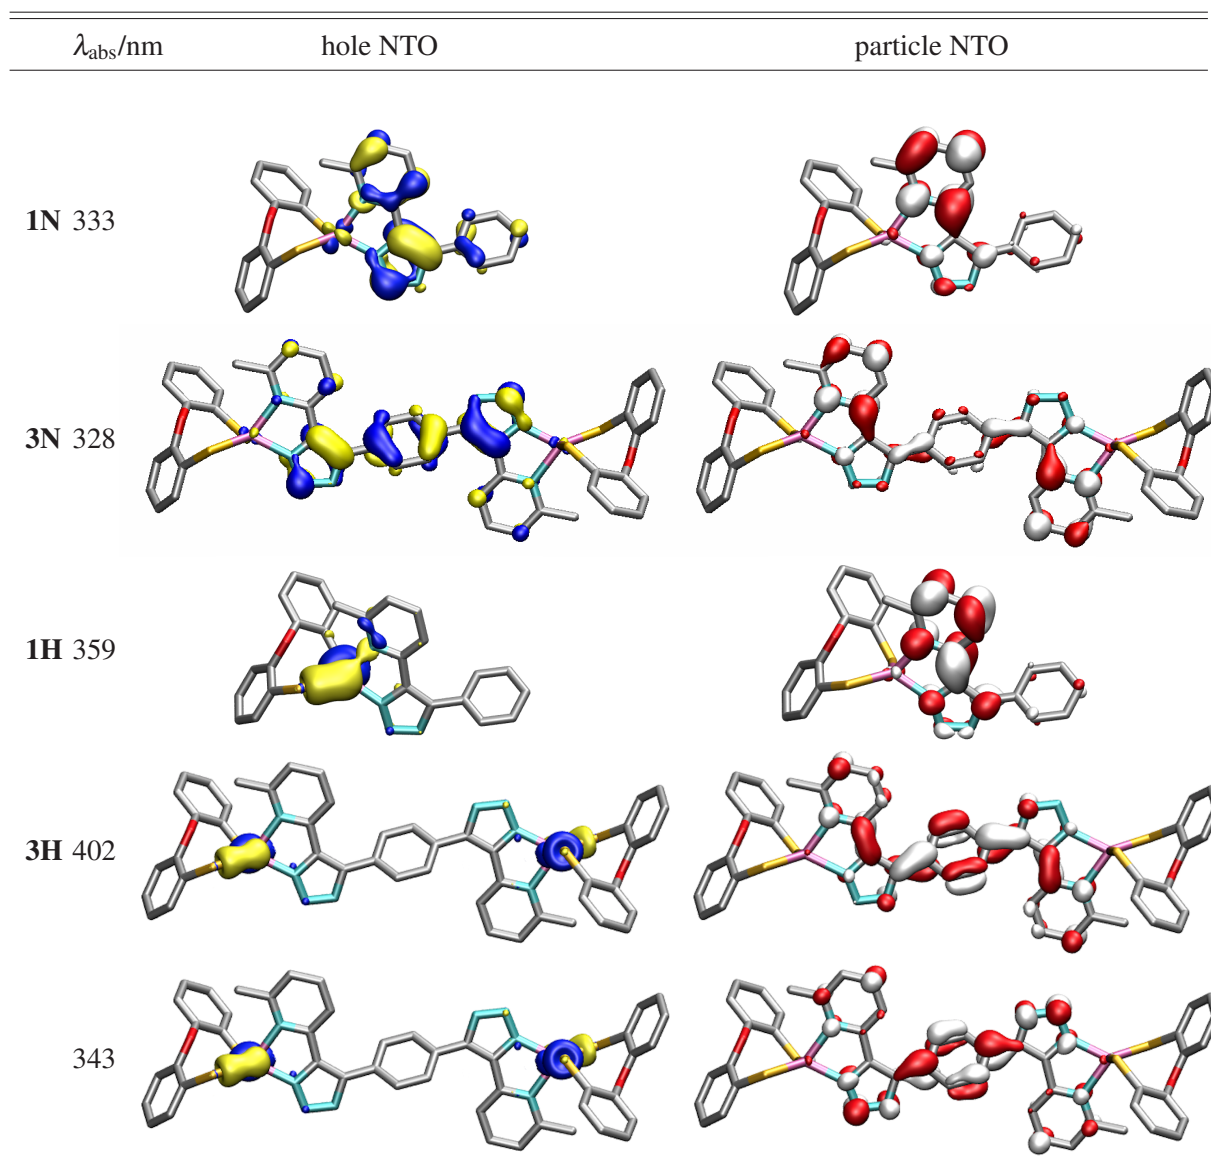 λabs/nm hole NTO particle NTO
1N 333
3N 328
1H 359
3H 402
343